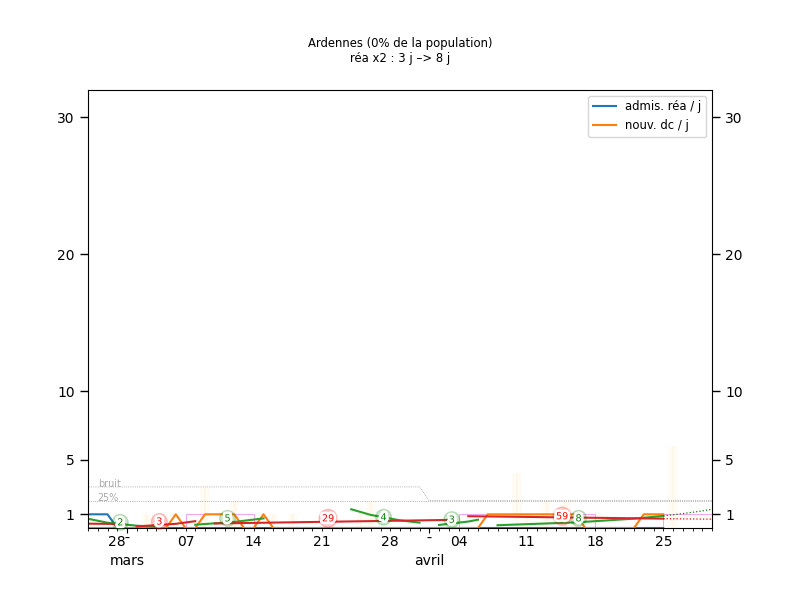 Ardennes (0% de la population)
réa x2 : 3 j –> 8 j
admis. réa / j
nouv. dc / j
30 30
20 20
10 10
5 5
1 1
bruit
25%
2 3 5 29 4 3 59 8
28 - 07 14 21 28 - 04 11 18 25
mars avril